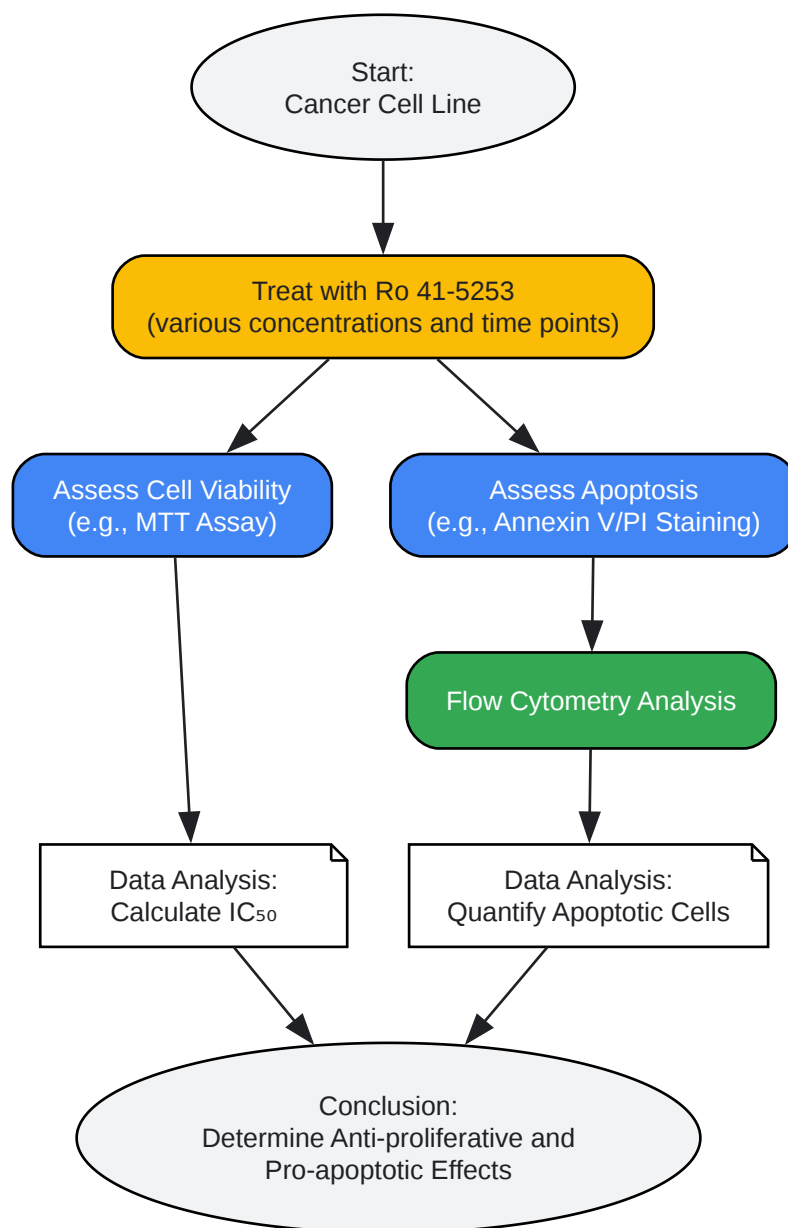 Start:
Cancer Cell Line
Treat with Ro 41-5253
(various concentrations and time points)
Assess Cell Viability
(e.g., MTT Assay)
Assess Apoptosis
(e.g., Annexin V/PI Staining)
Flow Cytometry Analysis
Data Analysis:
Calculate IC₅₀
Data Analysis:
Quantify Apoptotic Cells
Conclusion:
Determine Anti-proliferative and
Pro-apoptotic Effects